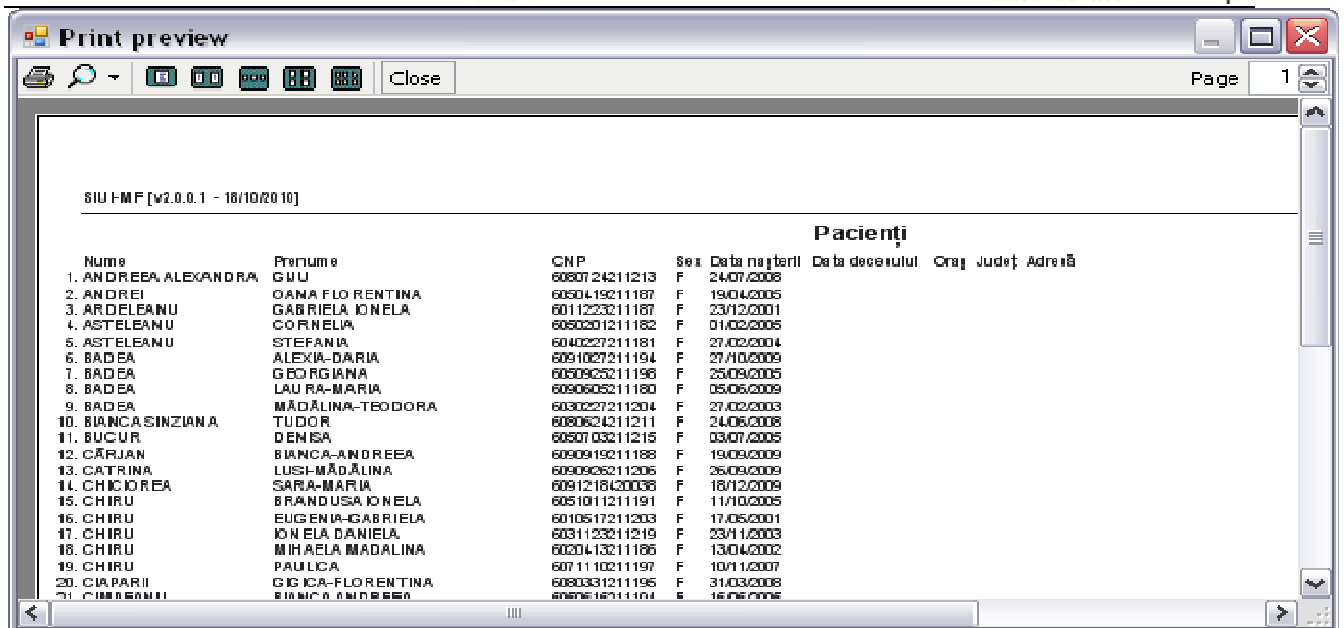 Print preview
Close Page 1
SIUI-MF [v2.0.0.1 - 18/10/2010]
Pacienți
Nume Prenume CNP Sex Data nașterii Data decesului Oraș Județ Adresă
1. ANDREEA ALEXANDRA GUU 6080724211213 F 24/07/2008
2. ANDREI OANA FLORENTINA 6050419211187 F 19/04/2005
3. ARDELEANU GABRIELA IONELA 6011223211187 F 23/12/2001
4. ASTELEANU CORNELIA 6050201211182 F 01/02/2005
5. ASTELEANU STEFANIA 6040227211181 F 27/02/2004
6. BADEA ALEXIA-DARIA 6091027211194 F 27/10/2009
7. BADEA GEORGIANA 6050925211198 F 25/09/2005
8. BADEA LAURA-MARIA 6090605211180 F 05/06/2009
9. BADEA MĂDĂLINA-TEODORA 6030227211204 F 27/02/2003
10. BIANCA SINZIANA TUDOR 6080624211211 F 24/06/2008
11. BUCUR DENISA 6050703211215 F 03/07/2005
12. CĂRJAN BIANCA-ANDREEA 6090919211188 F 19/09/2009
13. CATRINA LUSI-MĂDĂLINA 6090926211206 F 26/09/2009
14. CHICIOREA SARA-MARIA 6091218420038 F 18/12/2009
15. CHIRU BRANDUSA IONELA 6051011211191 F 11/10/2005
16. CHIRU EUGENIA-GABRIELA 6010517211203 F 17/05/2001
17. CHIRU IONELA DANIELA 6031123211219 F 23/11/2003
18. CHIRU MIHAELA MADALINA 6020413211186 F 13/04/2002
19. CHIRU PAULICA 6071110211197 F 10/11/2007
20. CIAPARII GIGICA-FLORENTINA 6080331211195 F 31/03/2008
21. BIANCA ANDREEA F